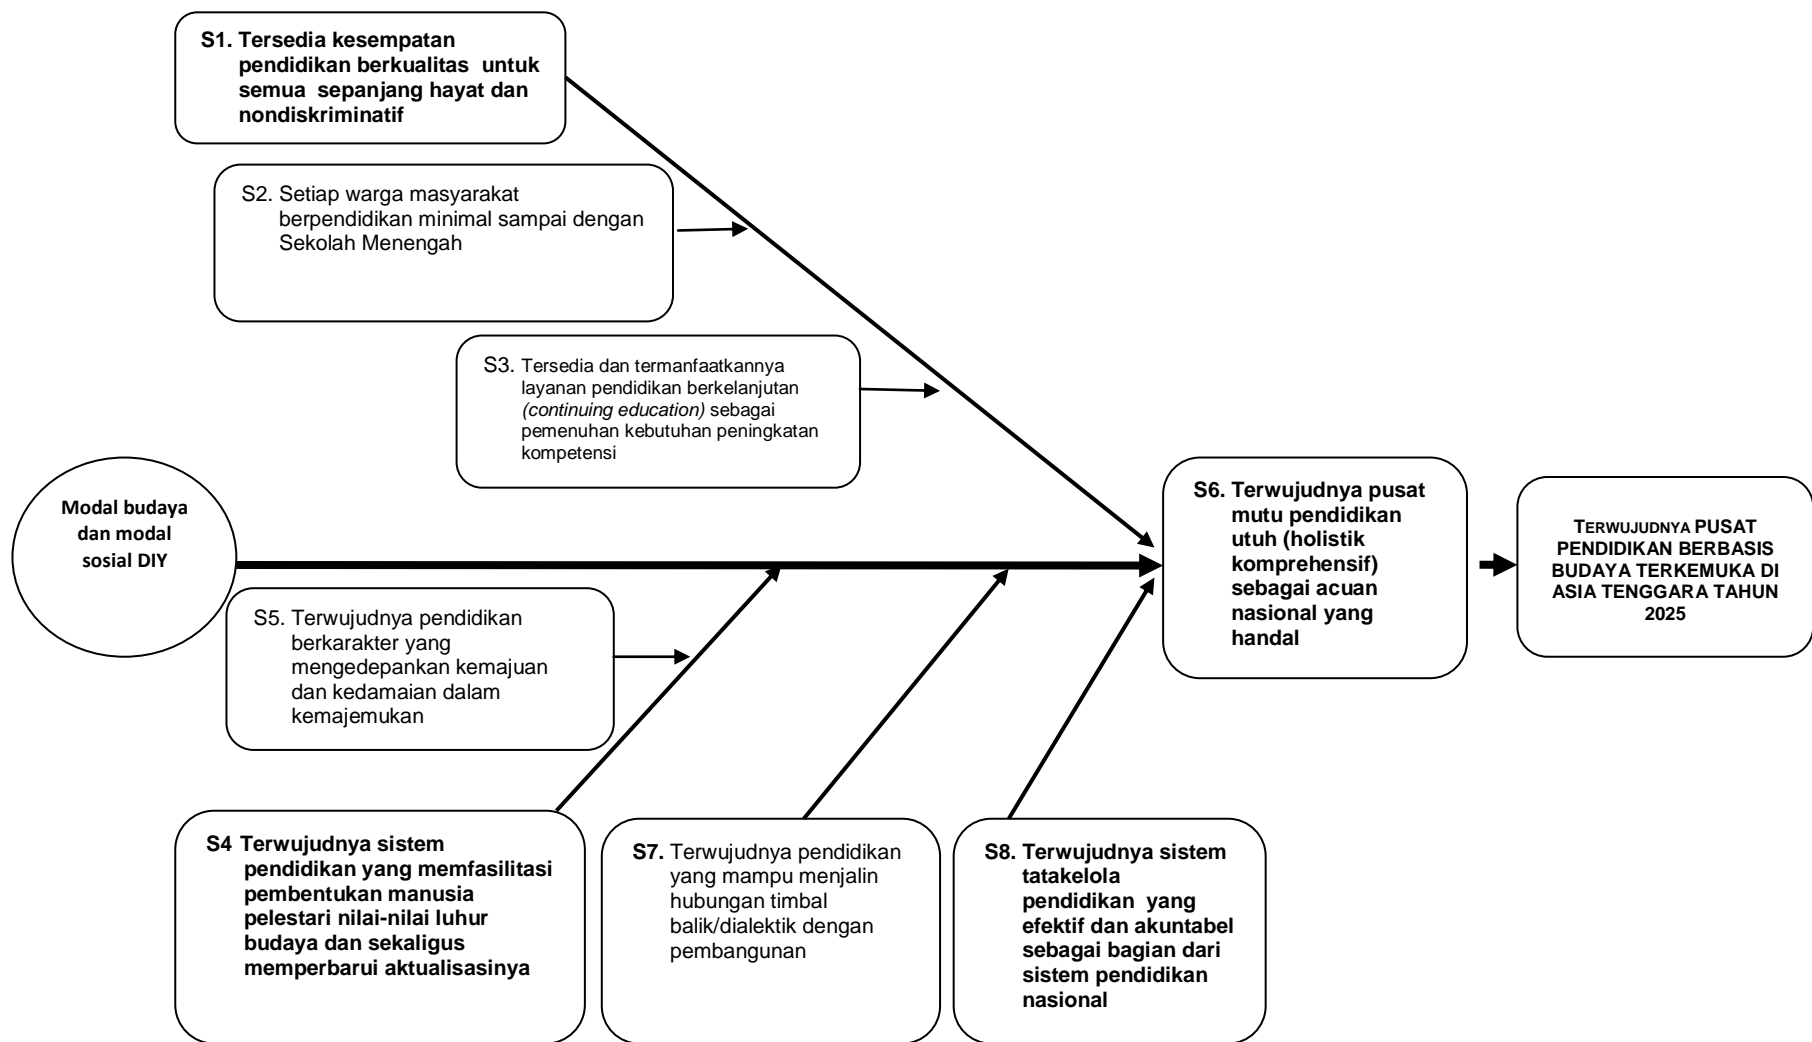 S1. Tersedia kesempatan
pendidikan berkualitas untuk
semua sepanjang hayat dan
nondiskriminatif
S2. Setiap warga masyarakat
berpendidikan minimal sampai dengan
Sekolah Menengah
S3. Tersedia dan termanfaatkannya
layanan pendidikan berkelanjutan
(continuing education) sebagai
pemenuhan kebutuhan peningkatan
kompetensi
Modal budaya
dan modal
sosial DIY
S6. Terwujudnya pusat
mutu pendidikan
utuh (holistik
komprehensif)
sebagai acuan
nasional yang
handal
TERWUJUDNYA PUSAT
PENDIDIKAN BERBASIS
BUDAYA TERKEMUKA DI
ASIA TENGGARA TAHUN
2025
S5. Terwujudnya pendidikan
berkarakter yang
mengedepankan kemajuan
dan kedamaian dalam
kemajemukan
S4 Terwujudnya sistem
pendidikan yang memfasilitasi
pembentukan manusia
pelestari nilai-nilai luhur
budaya dan sekaligus
memperbarui aktualisasinya
S7. Terwujudnya pendidikan
yang mampu menjalin
hubungan timbal
balik/dialektik dengan
pembangunan
S8. Terwujudnya sistem
tatakelola
pendidikan yang
efektif dan akuntabel
sebagai bagian dari
sistem pendidikan
nasional